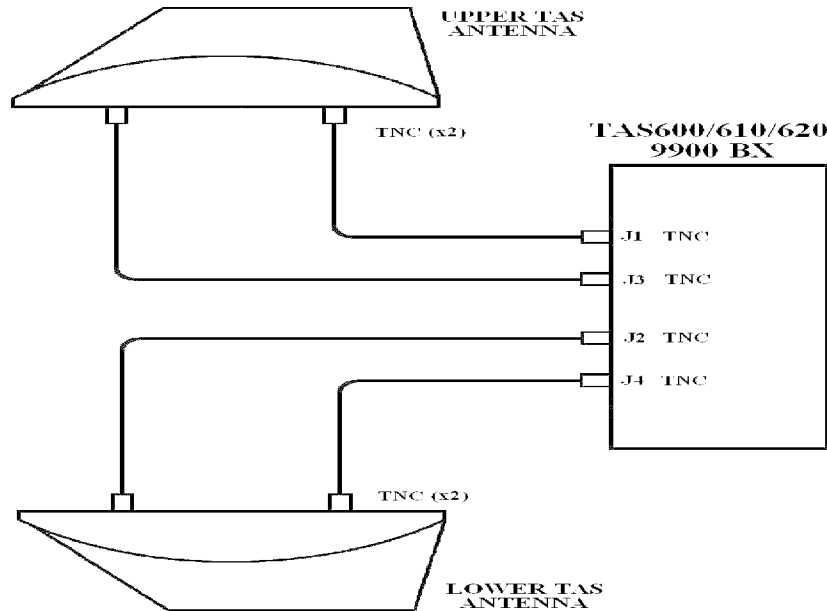 UPPER TAS
ANTENNA
TNC (x2)
TAS600/610/620
9900 BX
J1 TNC
J3 TNC
J2 TNC
J4 TNC
TNC (x2)
LOWER TAS
ANTENNA